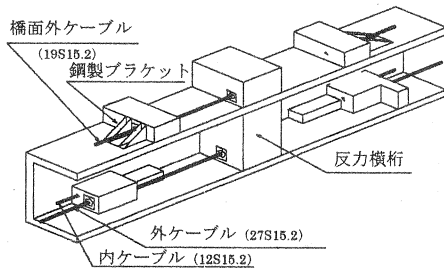 橋面外ケーブル
(19S15.2)
鋼製ブラケット
反力横桁
外ケーブル (27S15.2)
内ケーブル (12S15.2)